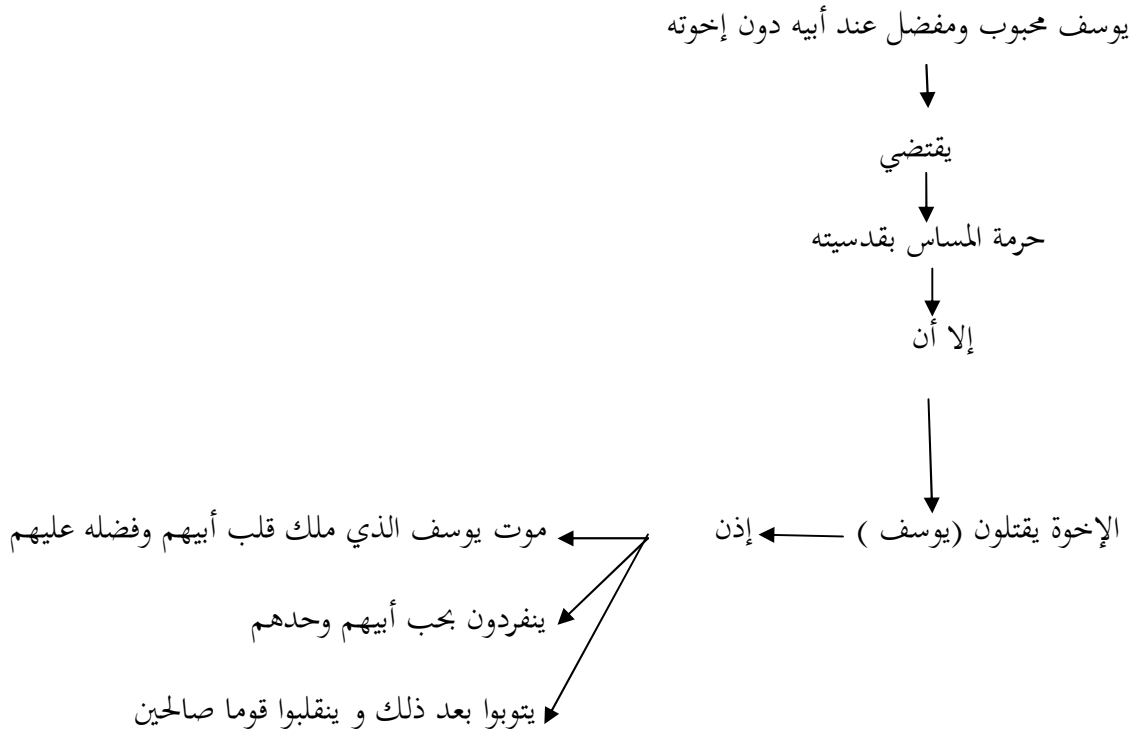 يوسف محبوب ومفضل عند أبيه دون إخوته
يقتضي
حرمة المساس بقدسيته
إلا أن
الإخوة يقتلون (يوسف ) إذن موت يوسف الذي ملك قلب أبيهم وفضله عليهم
ينفردون بحب أبيهم وحدهم
يتوبوا بعد ذلك و ينقلبوا قوما صالحين